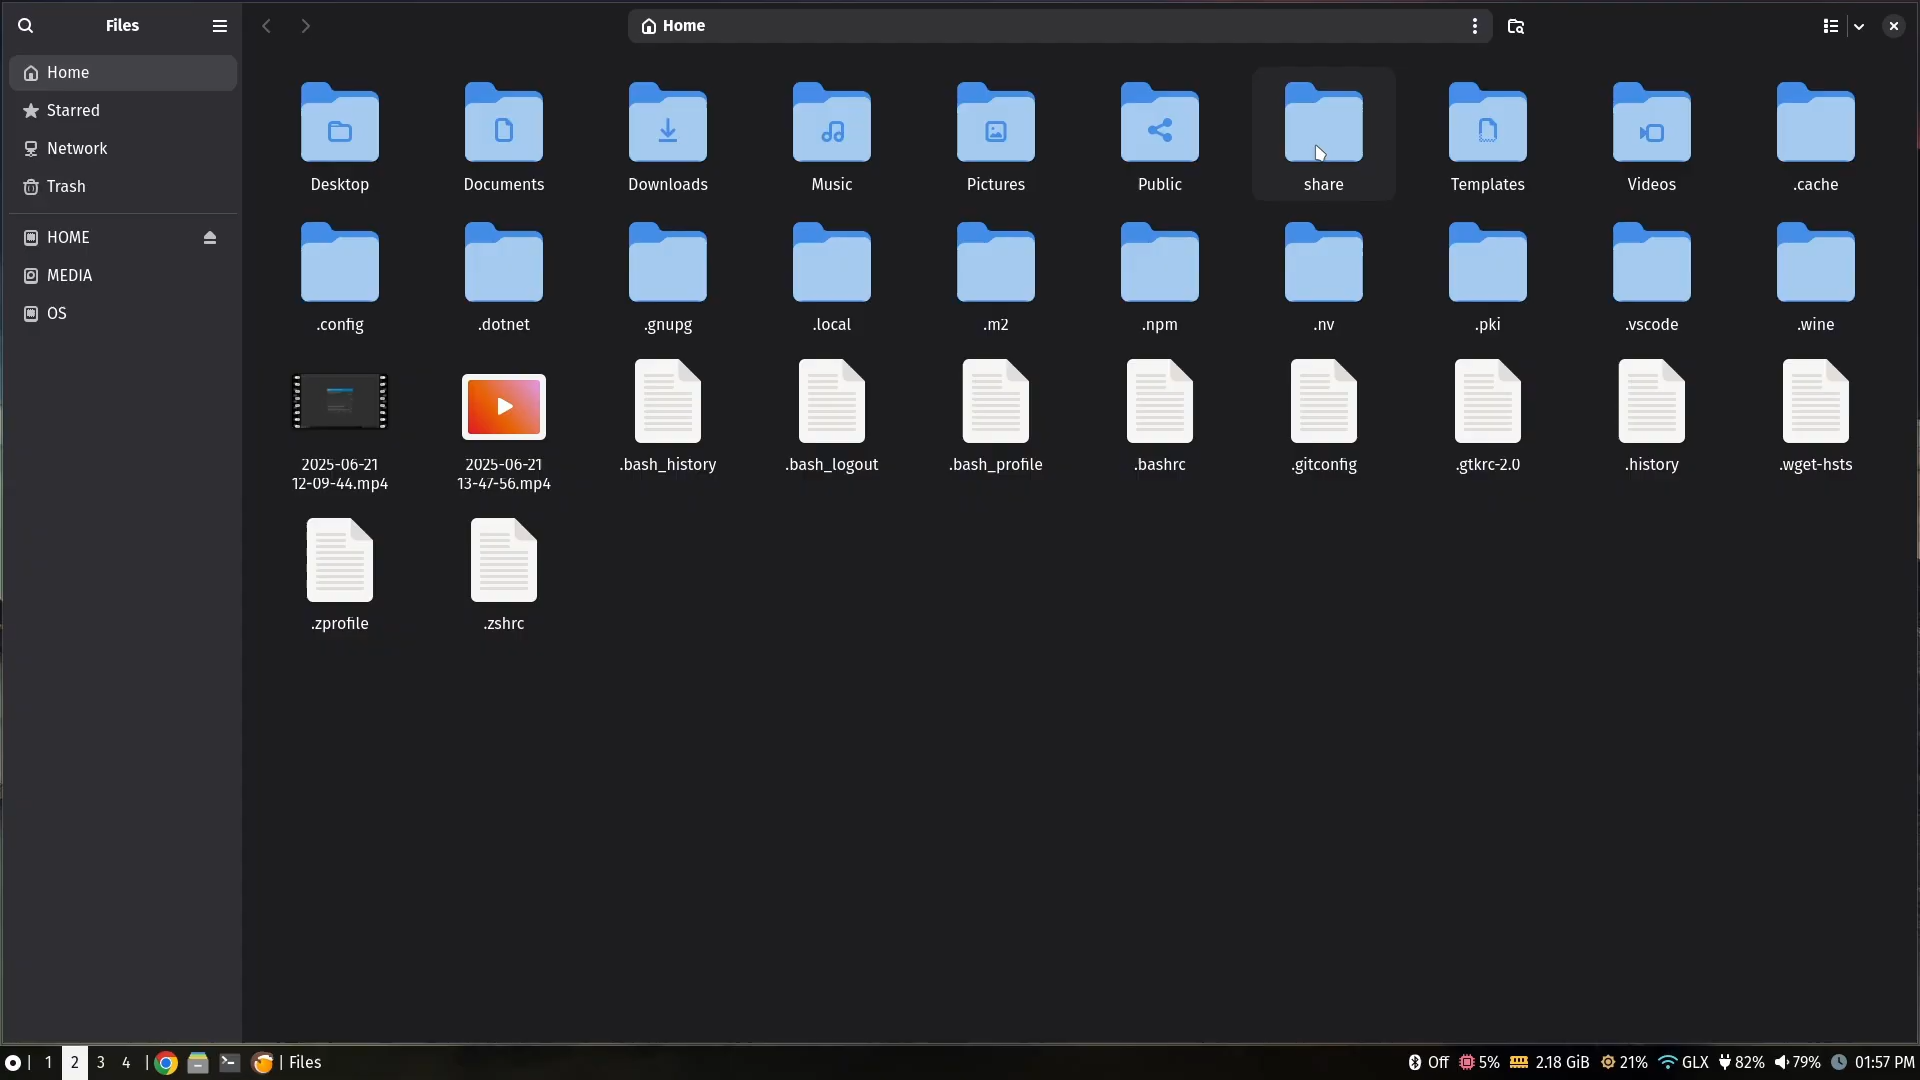 Files
Home
Home
Starred
Network
Trash
HOME
MEDIA
OS
Desktop
Documents
Downloads
Music
Pictures
Public
share
Templates
Videos
.cache
.config
.dotnet
.gnupg
.local
.m2
.npm
.nv
.pki
.vscode
.wine
2025-06-21
12-09-44.mp4
2025-06-21
13-47-56.mp4
.bash_history
.bash_logout
.bash_profile
.bashrc
.gitconfig
.gtkrc-2.0
.history
.wget-hsts
.zprofile
.zshrc
| 1 2 3 4 | | Files
Off 5% 2.18 GiB 21% GLX 82% 79% 01:57 PM